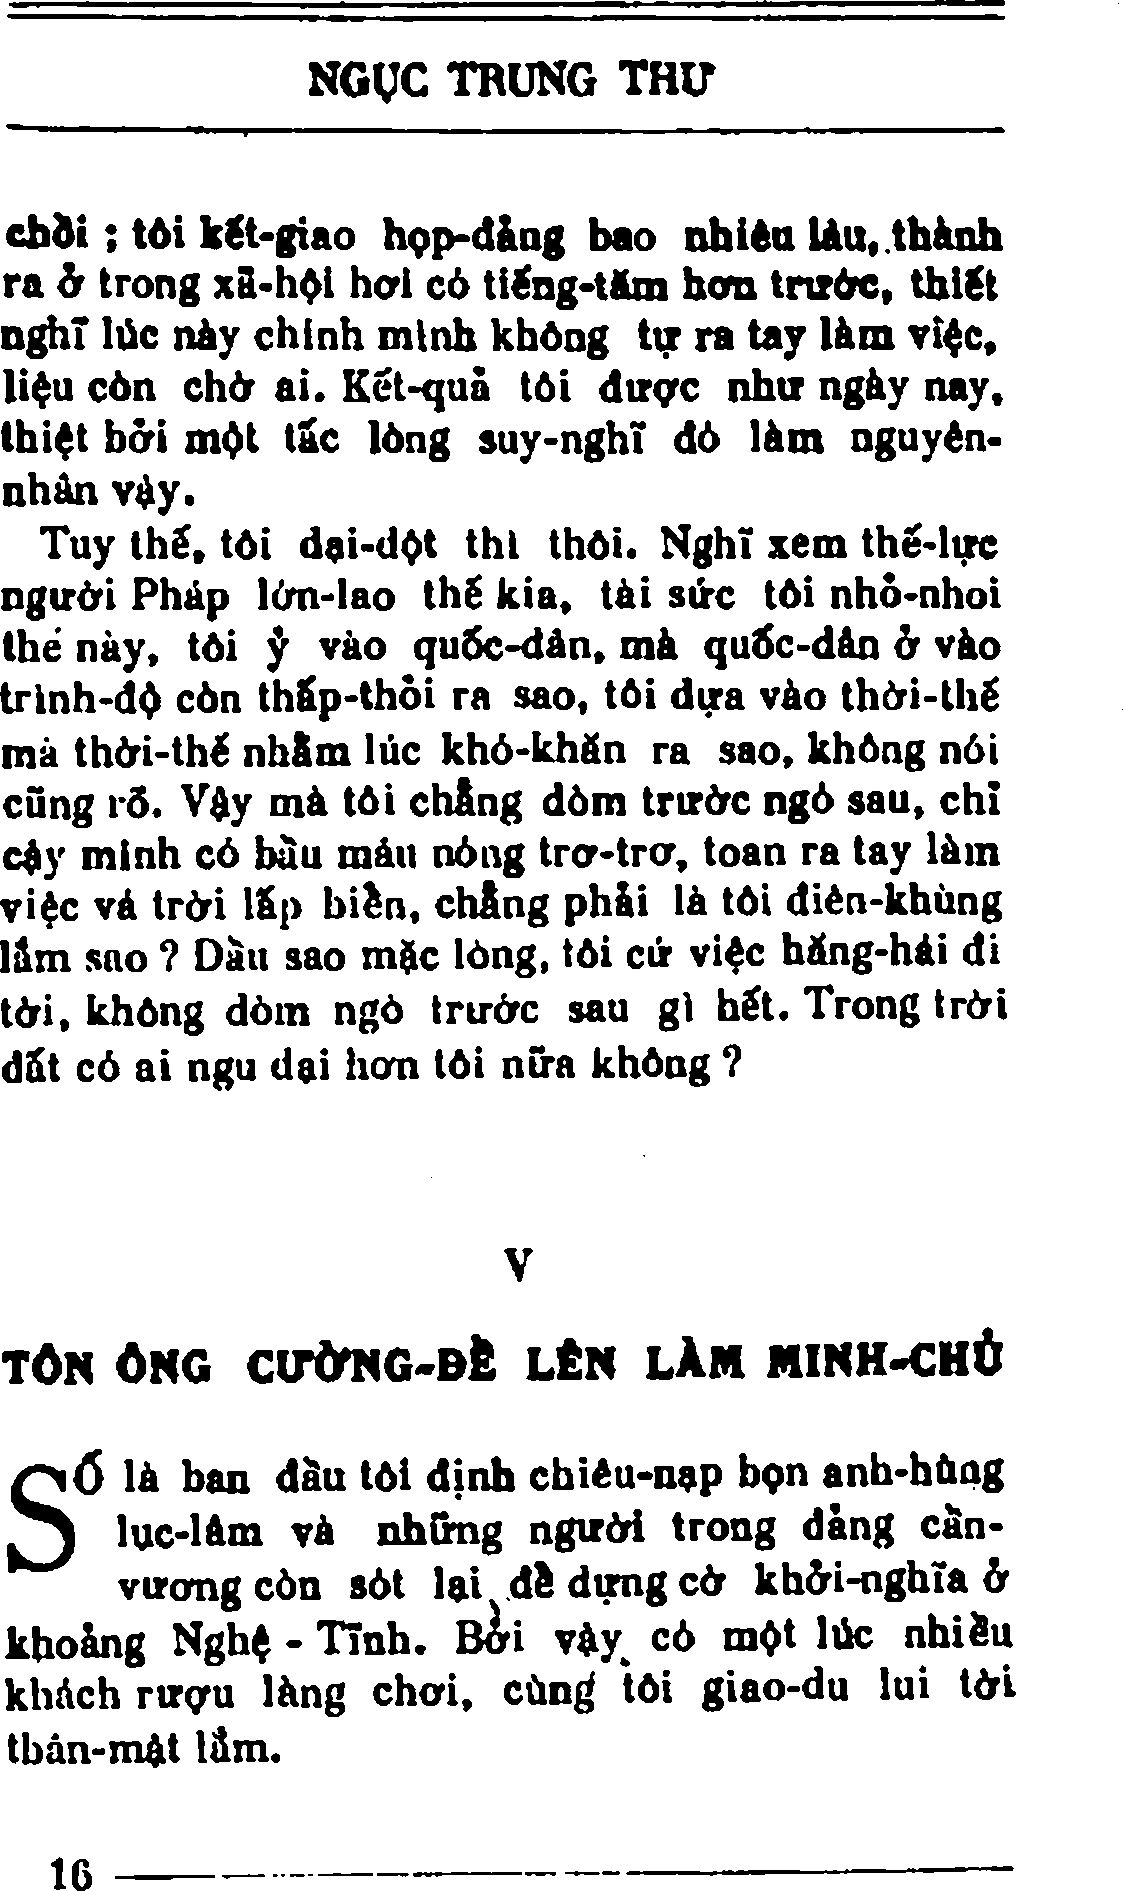 NGỤC TRUNG THƯ
chồi ; tôi kết-giao họp-đảng bao nhiêu lâu, thành
ra ở trong xã-hội hơi có tiếng-tăm hơn trước, thiết
nghĩ lúc này chính mình không tự ra tay làm việc,
liệu còn chờ ai. Kết-quả tôi được như ngày nay,
thiệt bởi một tấc lòng suy-nghĩ đó làm nguyên-
nhân vậy.
Tuy thế, tôi dại-dột thì thôi. Nghĩ xem thế-lực
người Pháp lớn-lao thế kia, tài sức tôi nhỏ-nhoi
thế này, tôi ỷ vào quốc-dân, mà quốc-dân ở vào
trình-độ còn thấp-thỏi ra sao, tôi dựa vào thời-thế
mà thời-thế nhằm lúc khó-khăn ra sao, không nói
cũng rõ. Vậy mà tôi chẳng dòm trước ngó sau, chỉ
cậy mình có bầu máu nóng trơ-trơ, toan ra tay làm
việc vá trời lấp biển, chẳng phải là tôi điên-khùng
lắm sao ? Dầu sao mặc lòng, tôi cứ việc hăng-hái đi
tời, không dòm ngò trước sau gì hết. Trong trời
đất có ai ngu dại hơn tôi nữa không ?
V
TÔN ÔNG CƯỜNG-ĐỀ LÊN LÀM MINH-CHỦ
SỐ là ban đầu tôi định chiêu-nạp bọn anh-hùng
lục-lâm và những người trong đảng cần-
vương còn sót lại để dựng cờ khởi-nghĩa ở
khoảng Nghệ - Tĩnh. Bởi vậy có một lúc nhiều
khách rượu làng chơi, cùng tôi giao-du lui tời
thân-mật lắm.
16